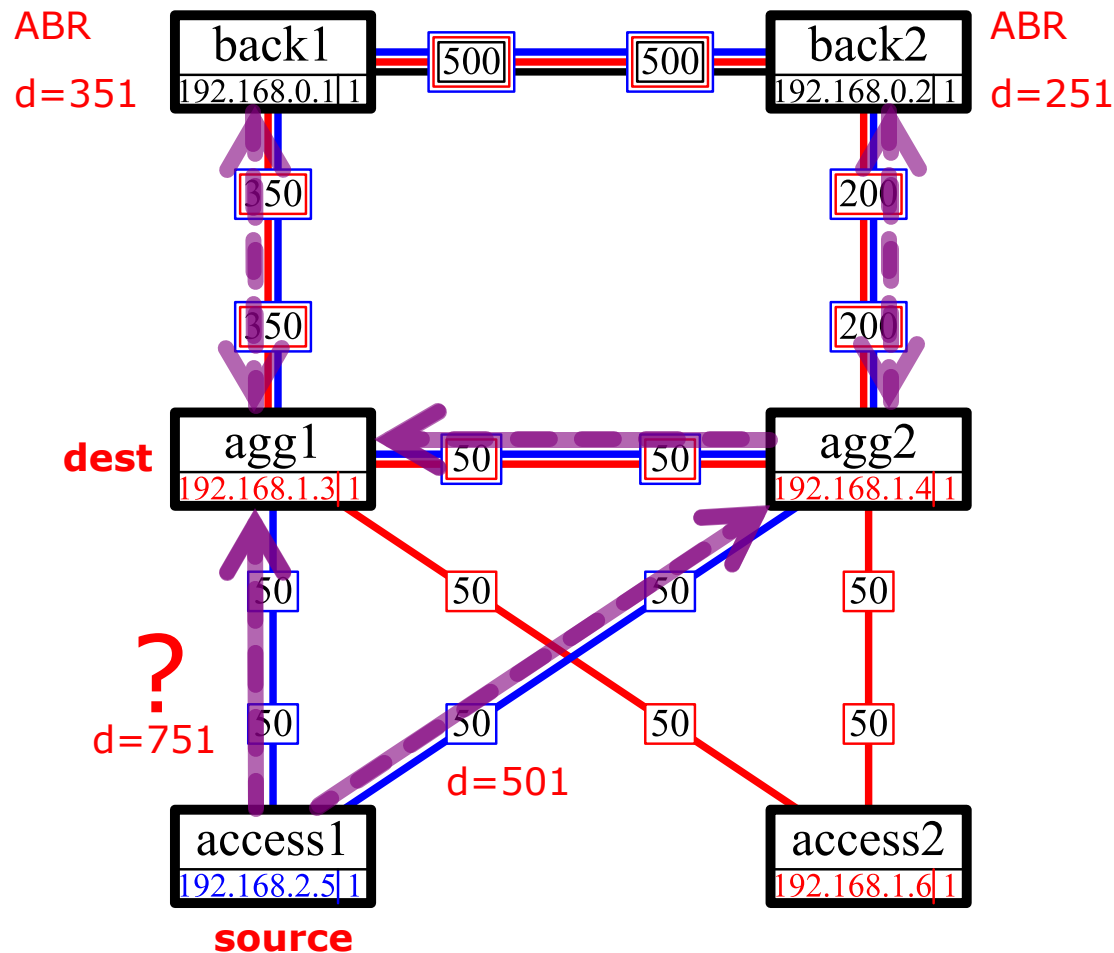 ABR
back1
500
500
back2
ABR
d=351
192.168.0.1 1
192.168.0.2 1
d=251
350
200
350
200
dest
agg1
50
50
agg2
192.168.1.3 1
192.168.1.4 1
50
50
50
50
?
d=751
50
50
50
50
d=501
access1
access2
192.168.2.5 1
192.168.1.6 1
source